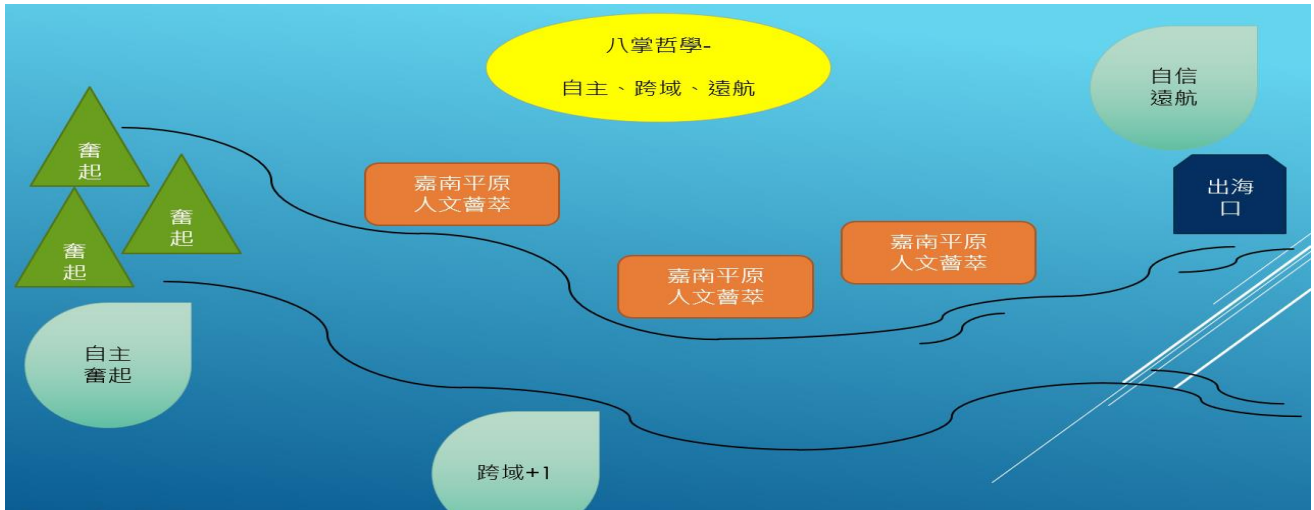 八掌哲學-
自主、跨域、遠航
自信
遠航
奮
起
奮
起
奮
起
嘉南平原
人文薈萃
嘉南平原
人文薈萃
嘉南平原
人文薈萃
出海
口
自主
奮起
跨域+1